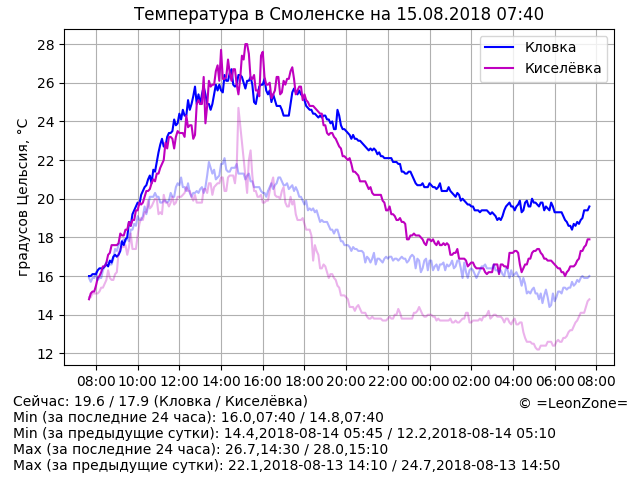 Температура в Смоленске на 15.08.2018 07:40
градусов Цельсия, °C
28
26
24
22
20
18
16
14
12
Кловка
Киселёвка
08:00 10:00 12:00 14:00 16:00 18:00 20:00 22:00 00:00 02:00 04:00 06:00 08:00
Сейчас: 19.6 / 17.9 (Кловка / Киселёвка)
© =LeonZone=
Min (за последние 24 часа): 16.0,07:40 / 14.8,07:40
Min (за предыдущие сутки): 14.4,2018-08-14 05:45 / 12.2,2018-08-14 05:10
Max (за последние 24 часа): 26.7,14:30 / 28.0,15:10
Max (за предыдущие сутки): 22.1,2018-08-13 14:10 / 24.7,2018-08-13 14:50